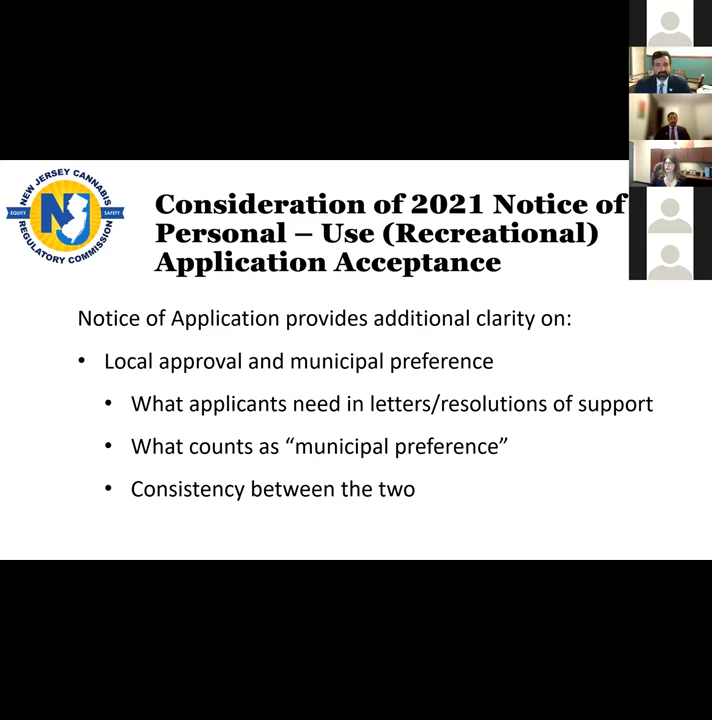 NEW JERSEY CANNABIS
EQUITY
SAFETY
REGULATORY COMMISSION
Consideration of 2021 Notice of
Personal – Use (Recreational)
Application Acceptance
Notice of Application provides additional clarity on:
• Local approval and municipal preference
• What applicants need in letters/resolutions of support
• What counts as “municipal preference”
• Consistency between the two